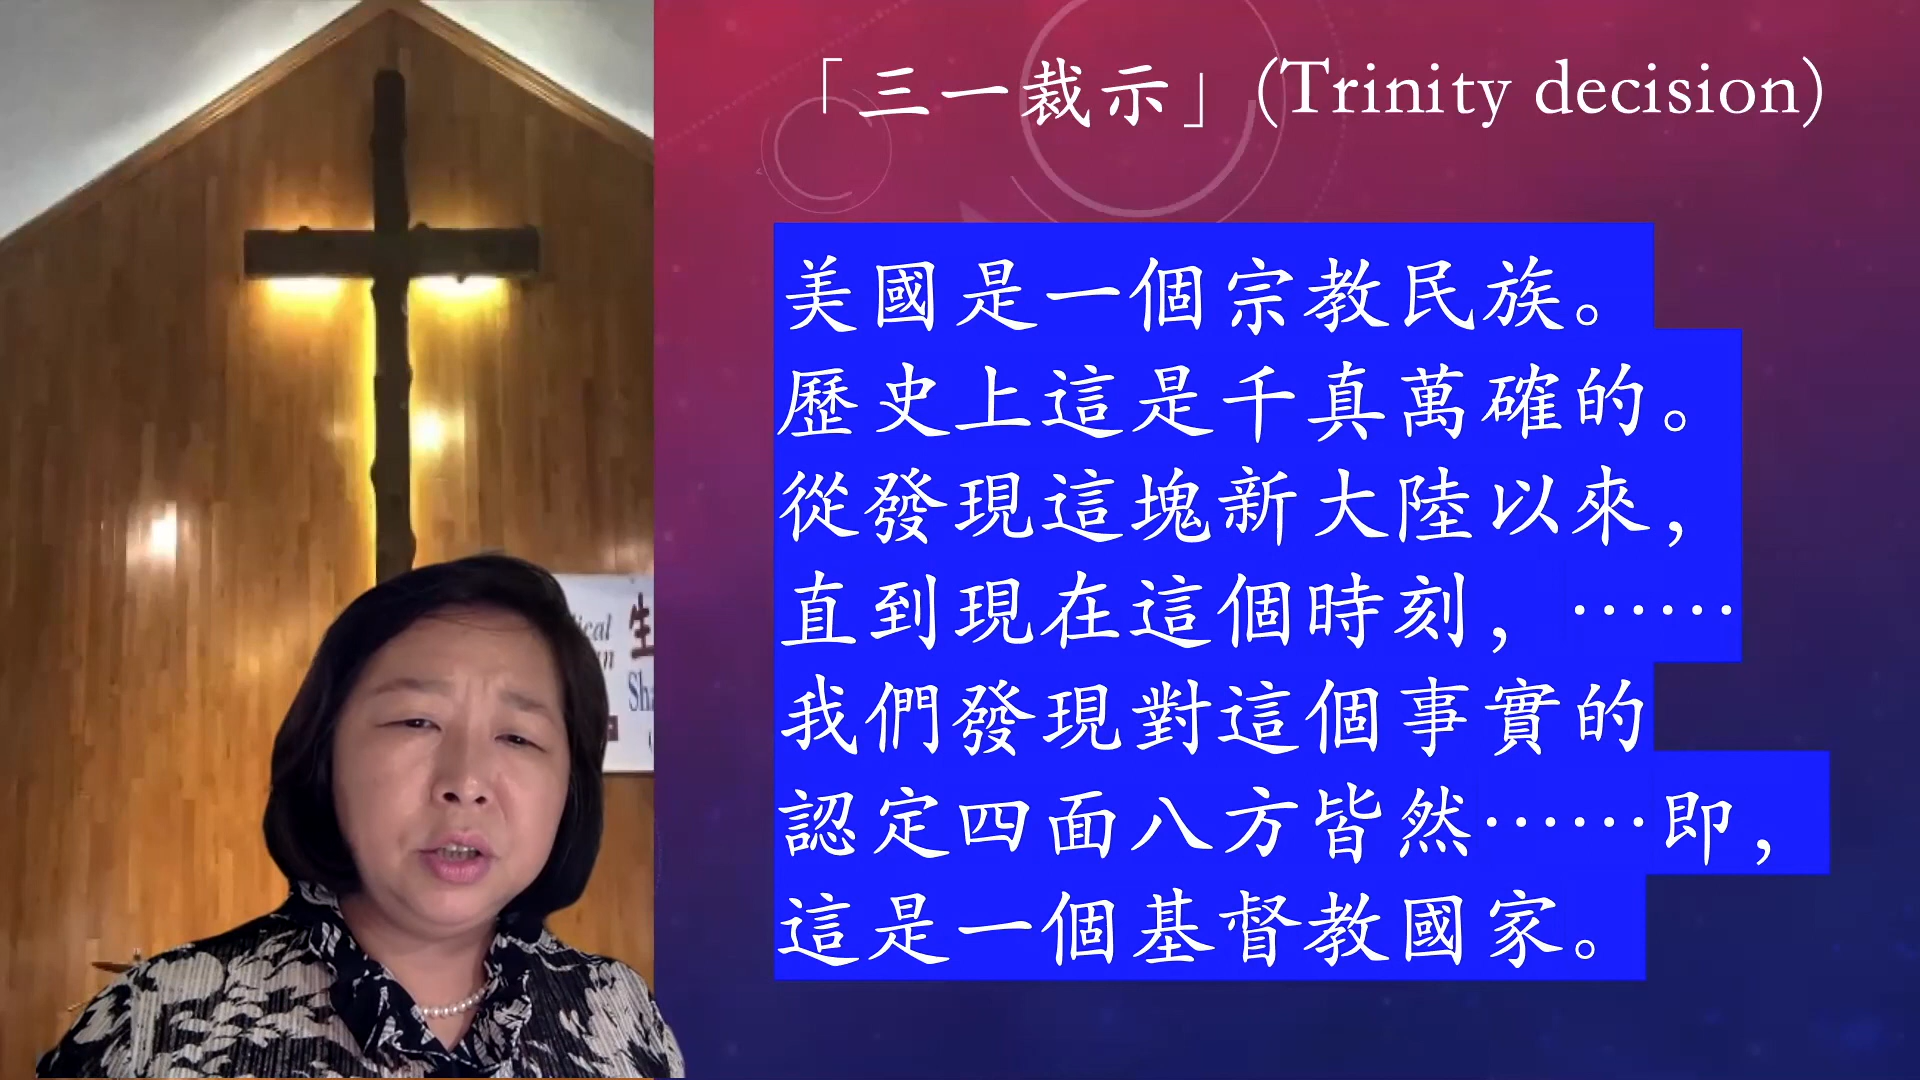 「三一裁示」(Trinity decision)
美國是一個宗教民族。
歷史上這是千真萬確的。
從發現這塊新大陸以來，
直到現在這個時刻，……
我們發現對這個事實的
認定四面八方皆然……即，
這是一個基督教國家。
生